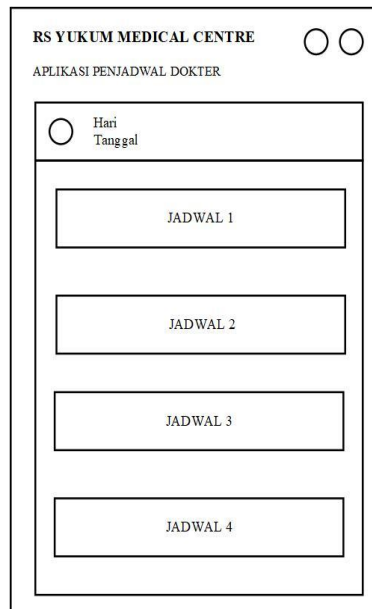 RS YUKUM MEDICAL CENTRE
APLIKASI PENJADWAL DOKTER
Hari
Tanggal
JADWAL 1
JADWAL 2
JADWAL 3
JADWAL 4